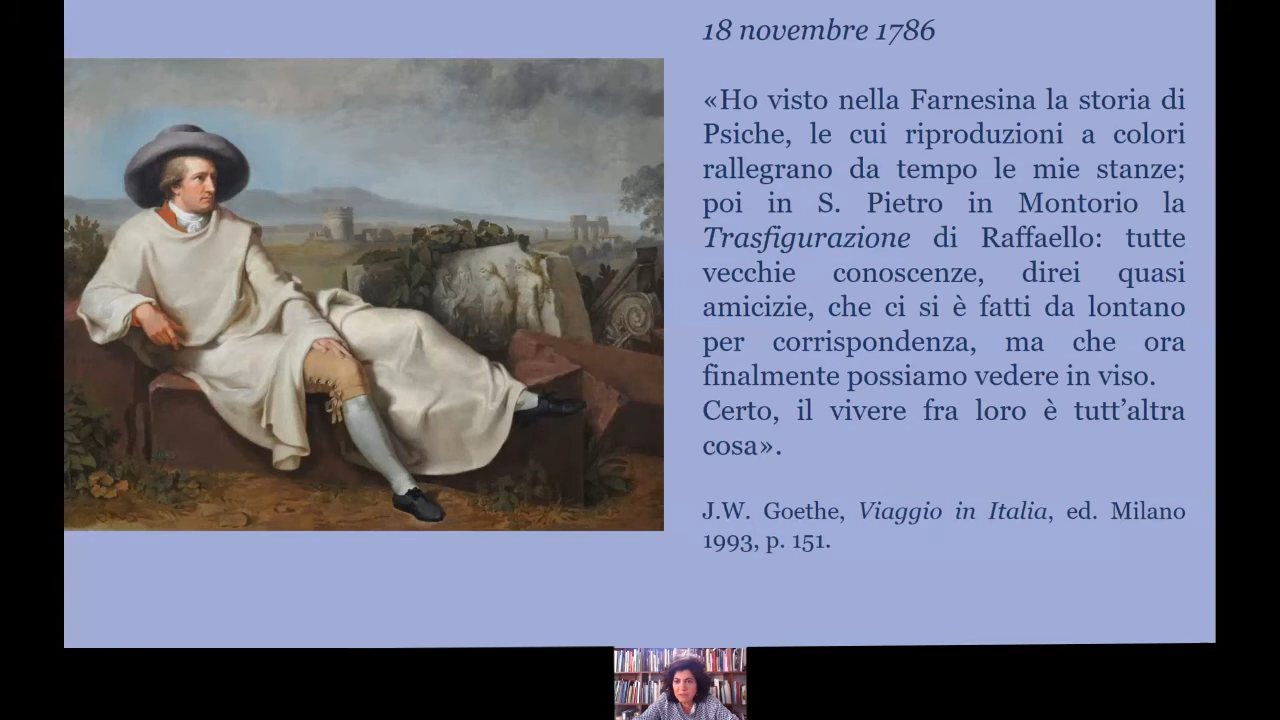 18 novembre 1786
«Ho visto nella Farnesina la storia di
Psiche, le cui riproduzioni a colori
rallegrano da tempo le mie stanze;
poi in S. Pietro in Montorio la
Trasfigurazione di Raffaello: tutte
vecchie conoscenze, direi quasi
amicizie, che ci si è fatti da lontano
per corrispondenza, ma che ora
finalmente possiamo vedere in viso.
Certo, il vivere fra loro è tutt’altra
cosa».
J.W. Goethe, Viaggio in Italia, ed. Milano
1993, p. 151.